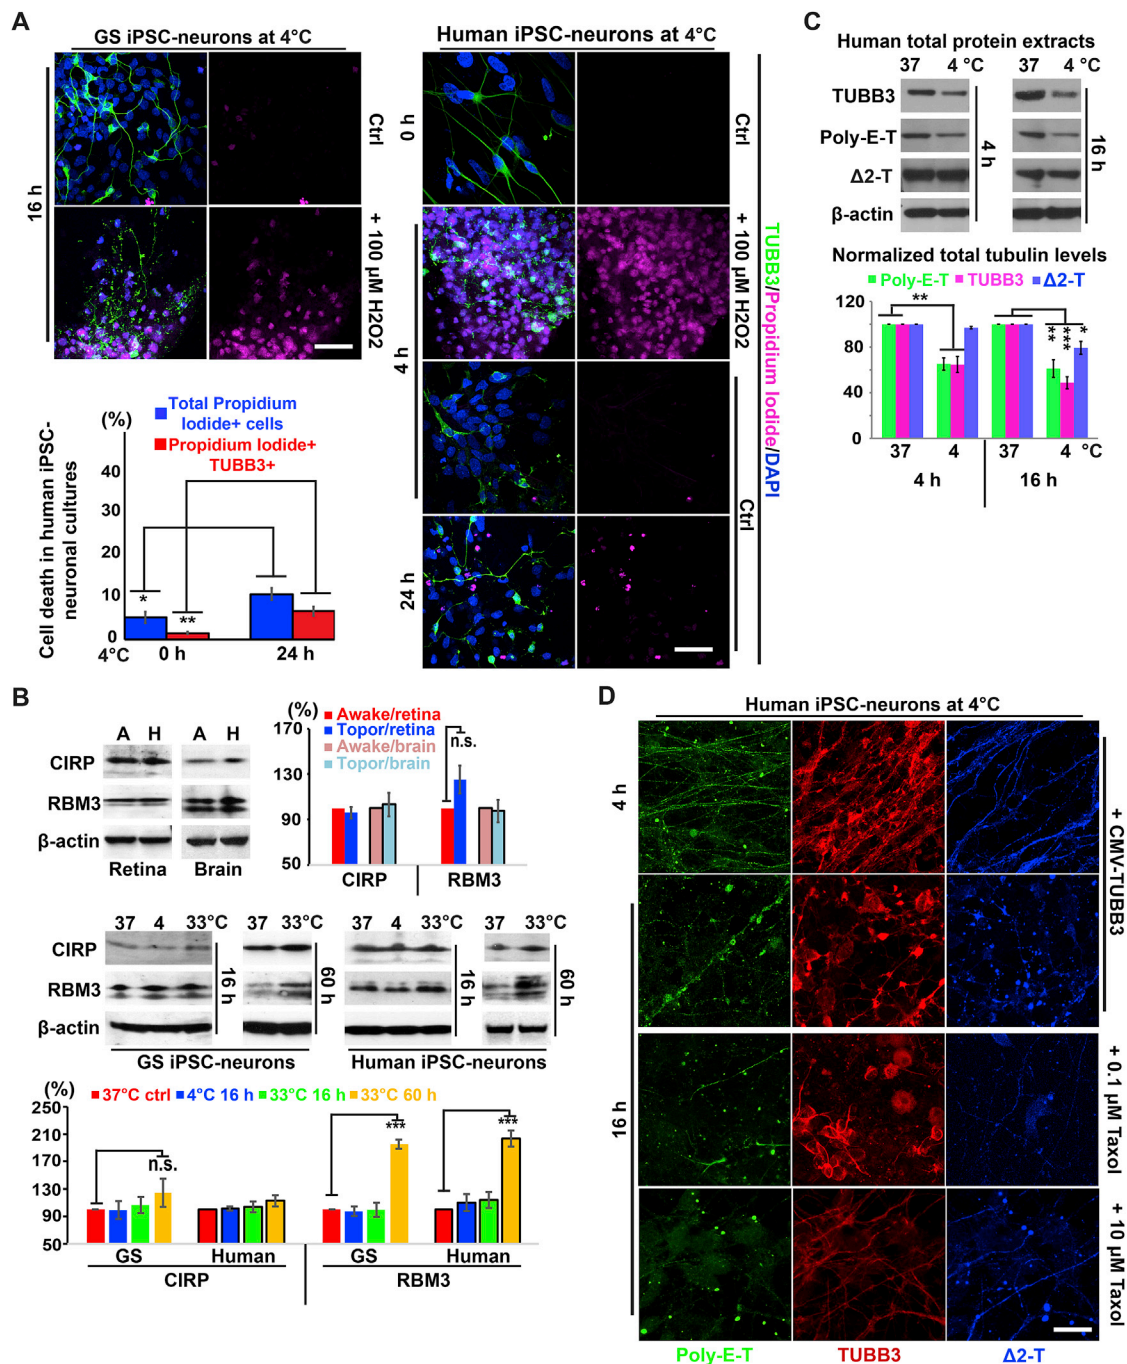 A
GS iPSC-neurons at 4°C
16 h
Ctrl
+ 100 µM H2O2
Human iPSC-neurons at 4°C
0 h
Ctrl
+ 100 µM H2O2
4 h
24 h
Ctrl
TUBB3/Propidium Iodide/DAPI
Cell death in human iPSC-
neuronal cultures
(%)
Total Propidium
Iodide+ cells
Propidium Iodide+
TUBB3+
40
30
20
10
0
*
**
4°C
0 h
24 h
C
Human total protein extracts
37 4 °C
37 4 °C
TUBB3
Poly-E-T
Δ2-T
β-actin
4 h
16 h
Normalized total tubulin levels
Poly-E-T TUBB3 Δ2-T
120
80
40
0
**
***
***
*
37 4 37 4 °C
4 h 16 h
B
A H A H
CIRP
RBM3
β-actin
Retina Brain
(%)
170
130
90
50
Awake/retina
Topor/retina
Awake/brain
Topor/brain
n.s.
CIRP RBM3
37 4 33°C 37 33°C 37 4 33°C 37 33°C
CIRP
RBM3
β-actin
16 h
60 h
16 h
60 h
GS iPSC-neurons Human iPSC-neurons
(%)
37°C ctrl 4°C 16 h 33°C 16 h 33°C 60 h
250
210
170
130
90
50
n.s.
***
***
GS Human GS Human
CIRP RBM3
D
Human iPSC-neurons at 4°C
4 h
16 h
+ CMV-TUBB3
+ 0.1 µM Taxol
+ 10 µM Taxol
Poly-E-T TUBB3 Δ2-T